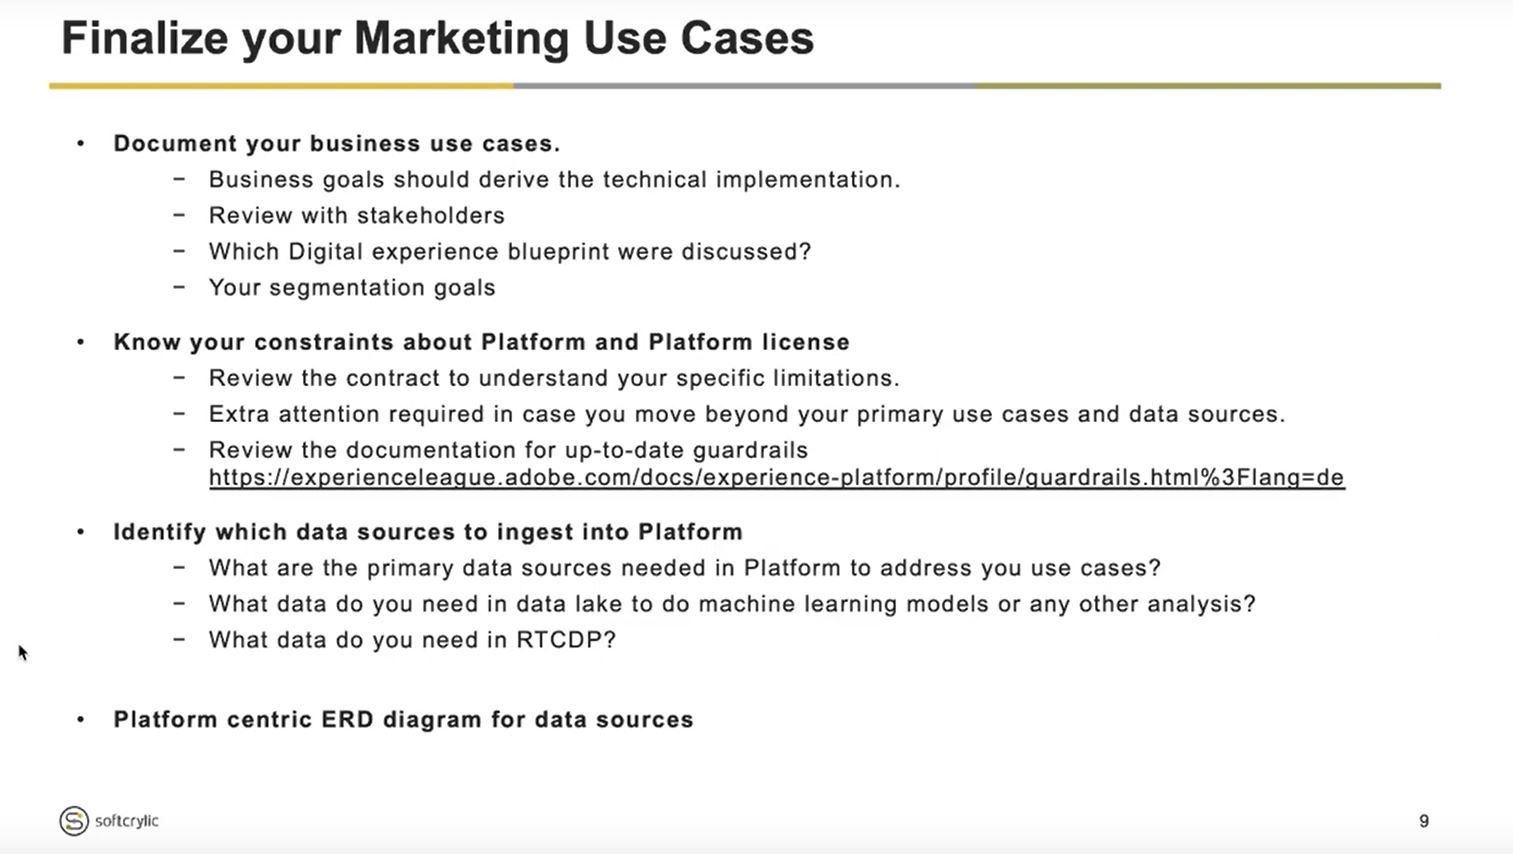 Finalize your Marketing Use Cases
• Document your business use cases.
– Business goals should derive the technical implementation.
– Review with stakeholders
– Which Digital experience blueprint were discussed?
– Your segmentation goals
• Know your constraints about Platform and Platform license
– Review the contract to understand your specific limitations.
– Extra attention required in case you move beyond your primary use cases and data sources.
– Review the documentation for up-to-date guardrails
https://experienceleague.adobe.com/docs/experience-platform/profile/guardrails.html%3Flang=de
• Identify which data sources to ingest into Platform
– What are the primary data sources needed in Platform to address you use cases?
– What data do you need in data lake to do machine learning models or any other analysis?
– What data do you need in RTCDP?
• Platform centric ERD diagram for data sources
softcrylic
9